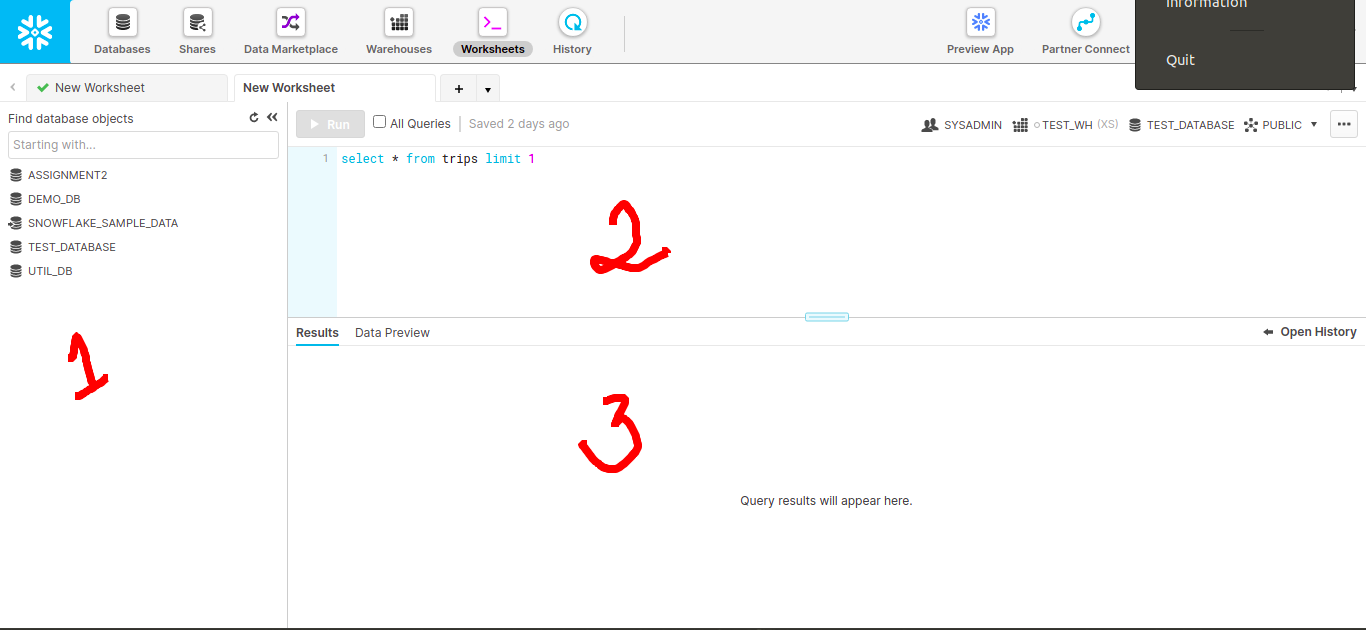 Databases Shares Data Marketplace Warehouses Worksheets History Preview App Partner Connect
Information
Quit
New Worksheet New Worksheet + ▼
Find database objects
Starting with...
ASSIGNMENT2
DEMO_DB
SNOWFLAKE_SAMPLE_DATA
TEST_DATABASE
UTIL_DB
1
Run All Queries | Saved 2 days ago SYSADMIN TEST_WH (XS) TEST_DATABASE PUBLIC ▼ ...
1 select * from trips limit 1
2
Results Data Preview Open History
3
Query results will appear here.